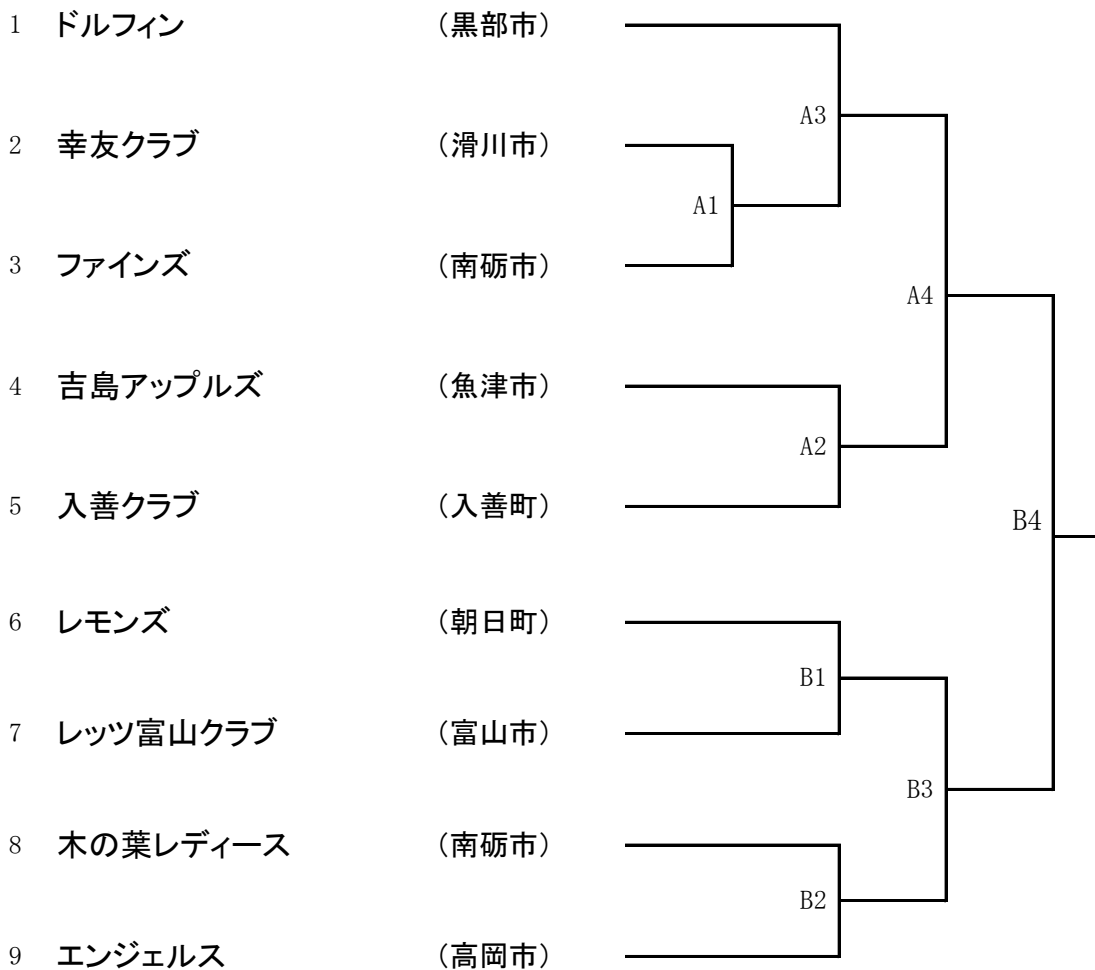 1 ドルフィン （黒部市）
A3
2 幸友クラブ （滑川市）
A1
3 ファインズ （南砺市）
A4
4 吉島アップルズ （魚津市）
A2
5 入善クラブ （入善町）
B4
6 レモンズ （朝日町）
B1
7 レッツ富山クラブ （富山市）
B3
8 木の葉レディース （南砺市）
B2
9 エンジェルス （高岡市）